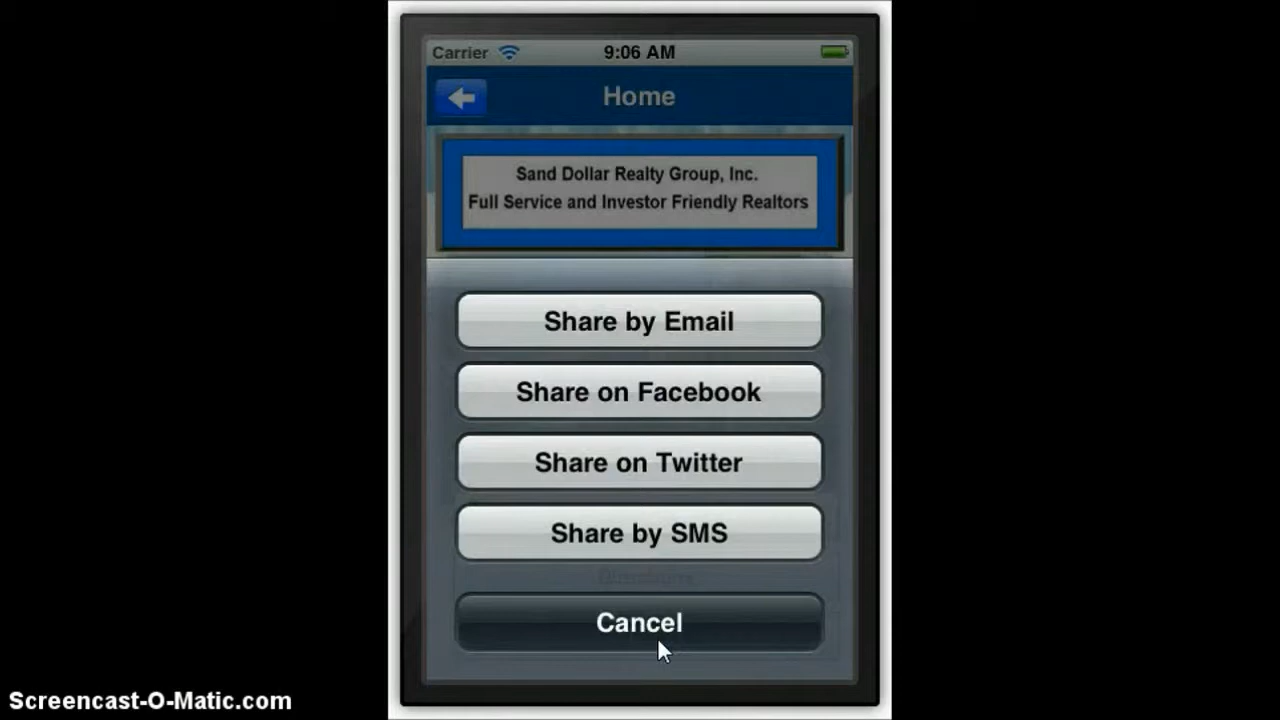 Carrier 9:06 AM
Home
Sand Dollar Realty Group, Inc.
Full Service and Investor Friendly Realtors
Share by Email
Share on Facebook
Share on Twitter
Share by SMS
Cancel
Screencast-O-Matic.com